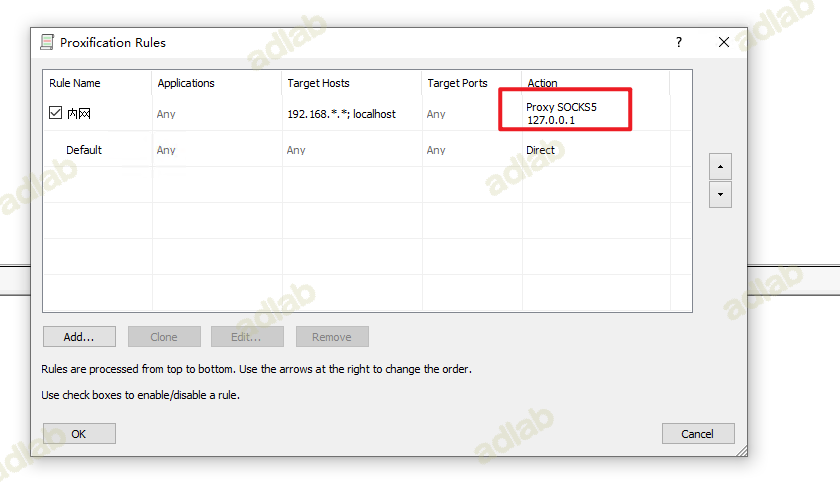 Proxification Rules
?
Rule Name Applications Target Hosts Target Ports Action
内网 Any 192.168.*.*; localhost Any Proxy SOCKS5
127.0.0.1
Default Any Any Any Direct
Add... Clone Edit... Remove
Rules are processed from top to bottom. Use the arrows at the right to change the order.
Use check boxes to enable/disable a rule.
OK Cancel
adlab
adlab
adlab
adlab
adlab
adlab
adlab
adlab